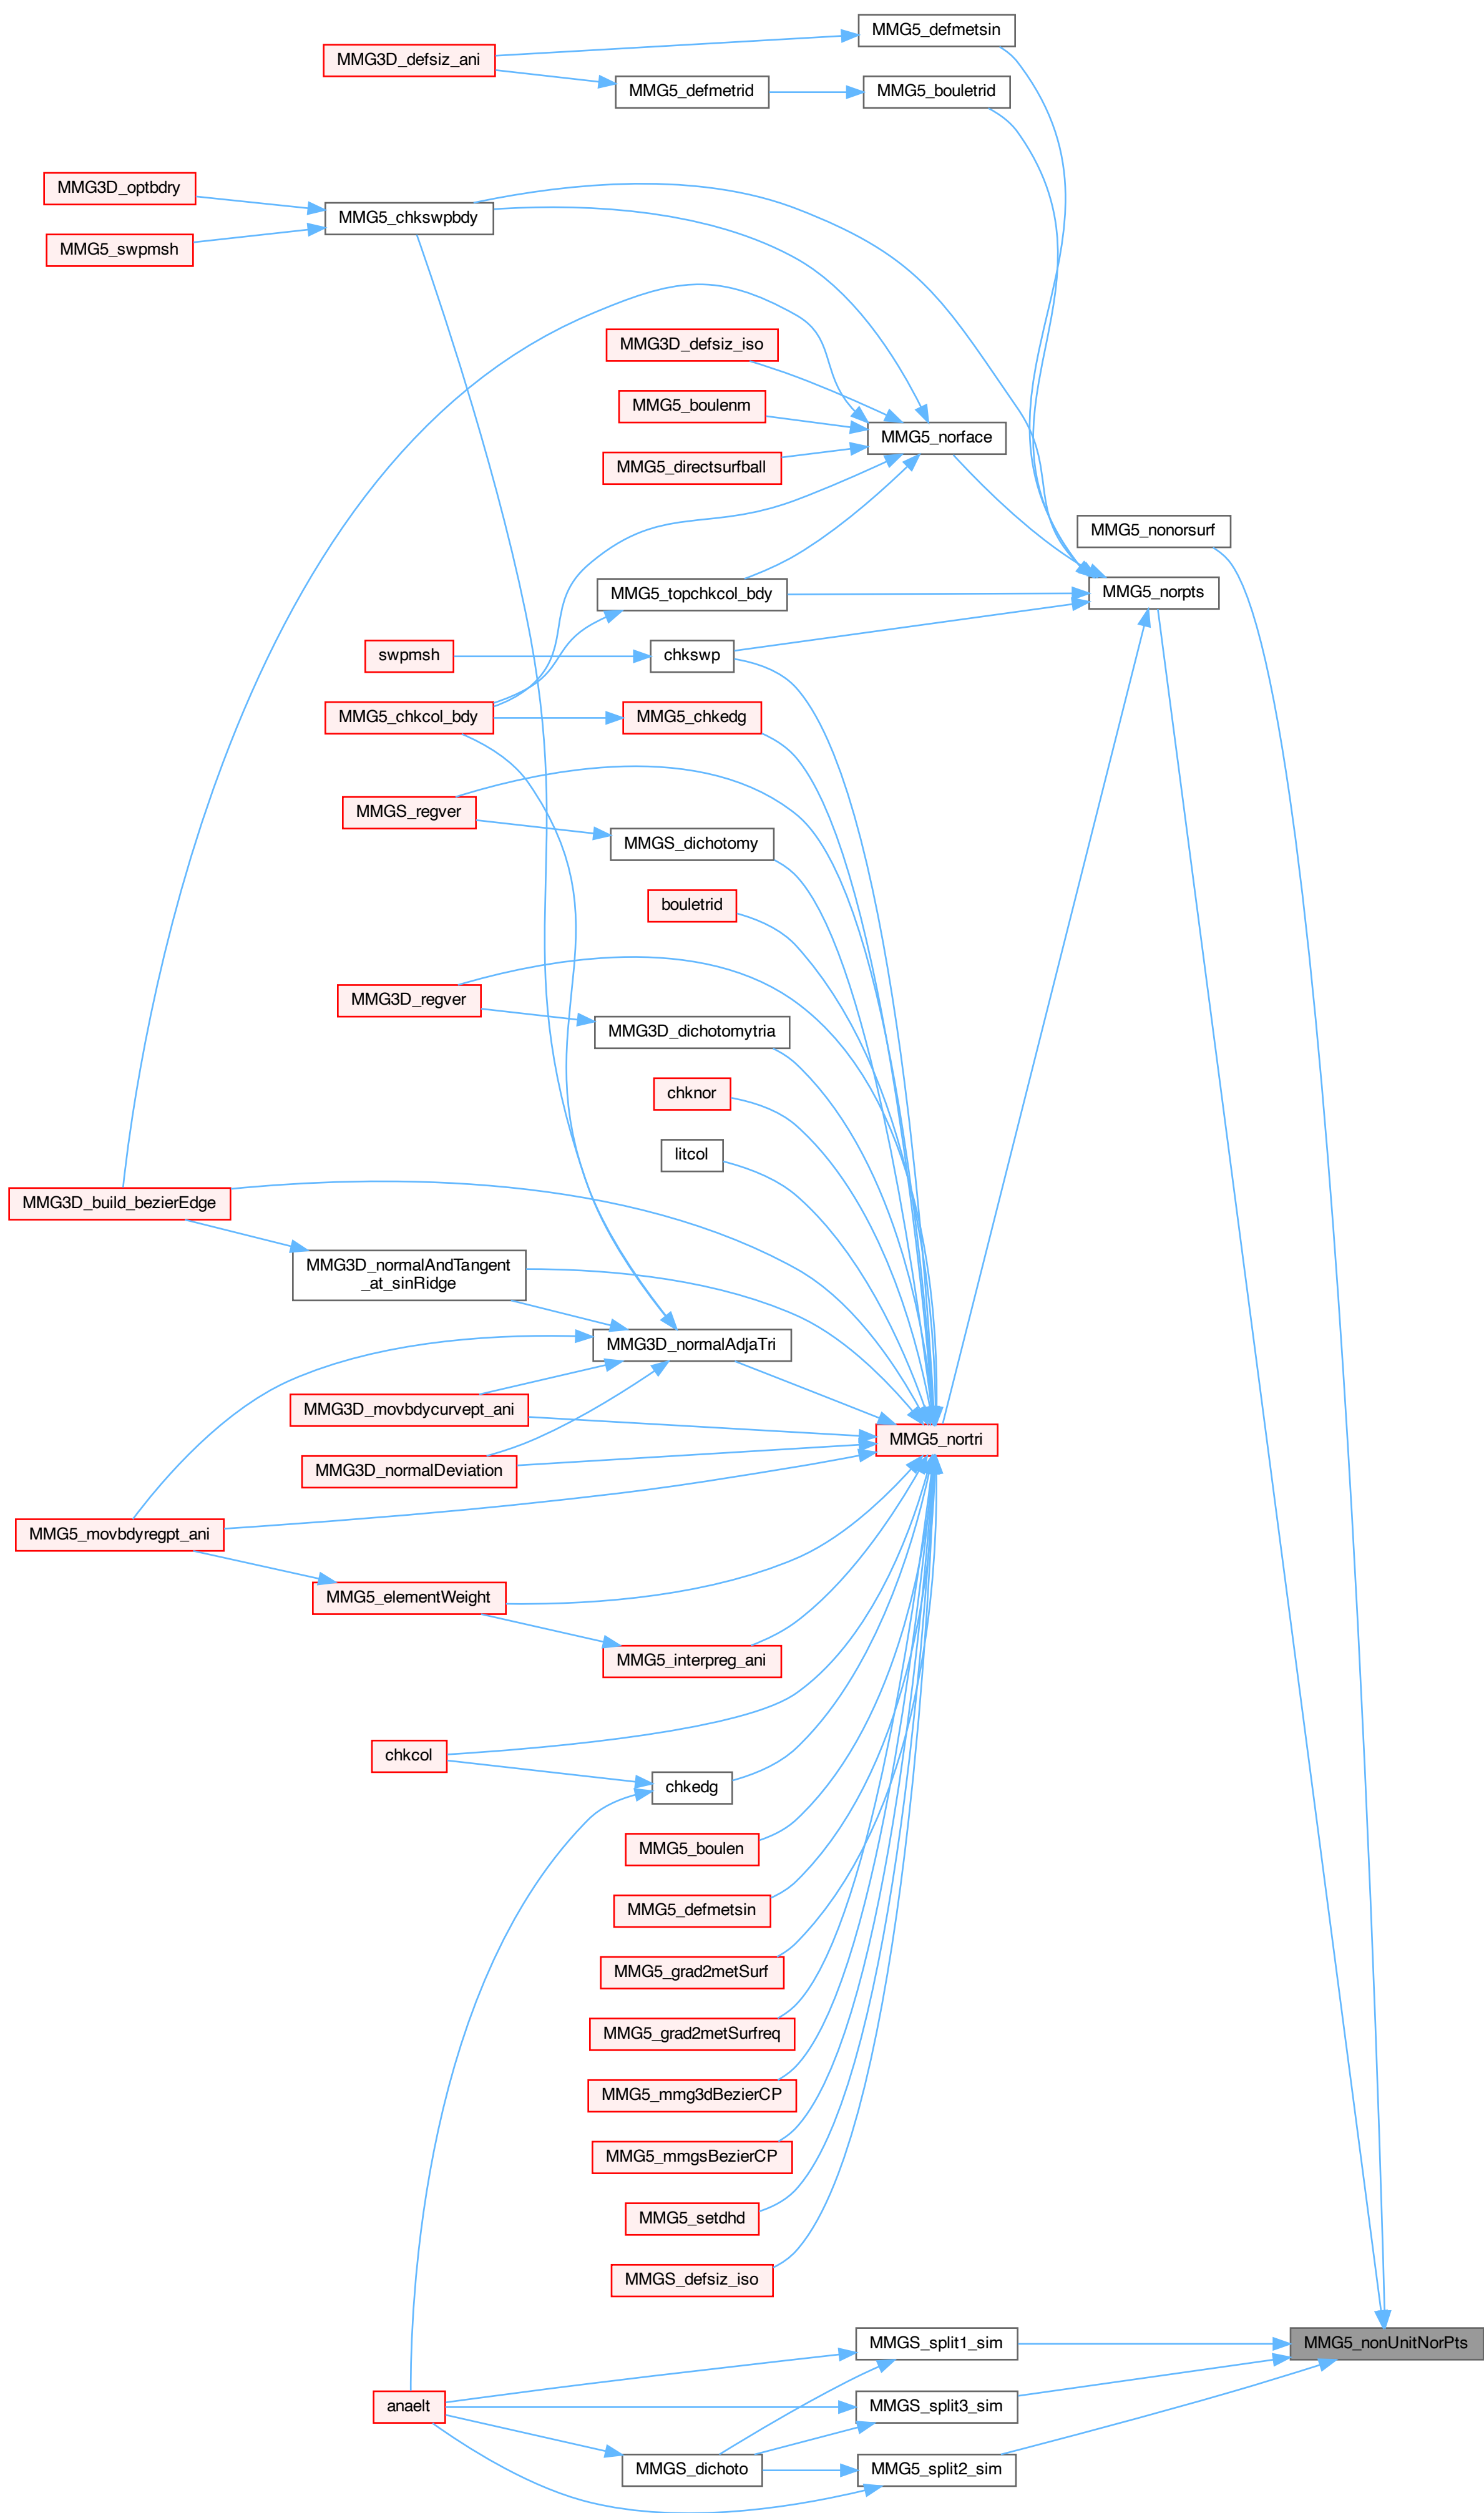 MMG5_defmetsin
MMG3D_defsiz_ani
MMG5_defmetrid
MMG5_bouletrid
MMG3D_optbdry
MMG5_chkswpbdy
MMG5_swpmsh
MMG3D_defsiz_iso
MMG5_boulenm
MMG5_norface
MMG5_directsurfball
MMG5_nonorsurf
MMG5_topchkcol_bdy
MMG5_norpts
swpmsh
chkswp
MMG5_chkcol_bdy
MMG5_chkedg
MMGS_regver
MMGS_dichotomy
bouletrid
MMG3D_regver
MMG3D_dichotomytria
chknor
litcol
MMG3D_build_bezierEdge
MMG3D_normalAndTangent
_at_sinRidge
MMG3D_normalAdjaTri
MMG3D_movbdycurvept_ani
MMG5_nortri
MMG3D_normalDeviation
MMG5_movbdyregpt_ani
MMG5_elementWeight
MMG5_interpreg_ani
chkcol
chkedg
MMG5_boulen
MMG5_defmetsin
MMG5_grad2metSurf
MMG5_grad2metSurfreq
MMG5_mmg3dBezierCP
MMG5_mmgsBezierCP
MMG5_setdhd
MMGS_defsiz_iso
MMGS_split1_sim
MMG5_nonUnitNorPts
anaelt
MMGS_split3_sim
MMGS_dichoto
MMG5_split2_sim